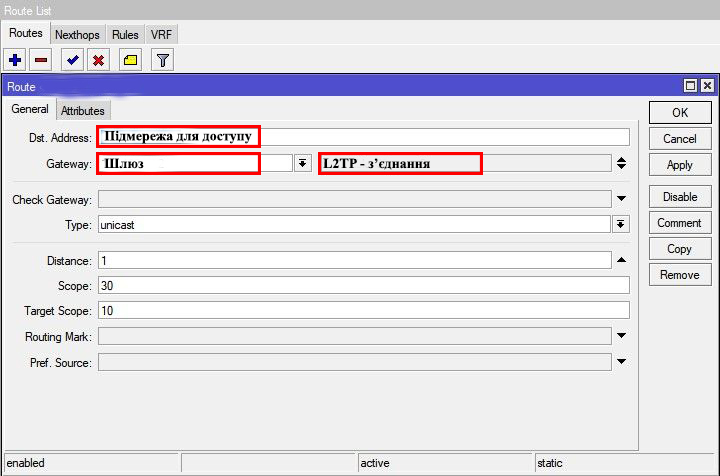 Route List
Routes Nexthops Rules VRF
Route
General Attributes
OK
Dst. Address: Підмережа для доступу
Cancel
Gateway: Шлюз L2TP - з’єднання
Apply
Check Gateway:
Disable
Type: unicast
Comment
Copy
Distance: 1
Remove
Scope: 30
Target Scope: 10
Routing Mark:
Pref. Source:
enabled active static